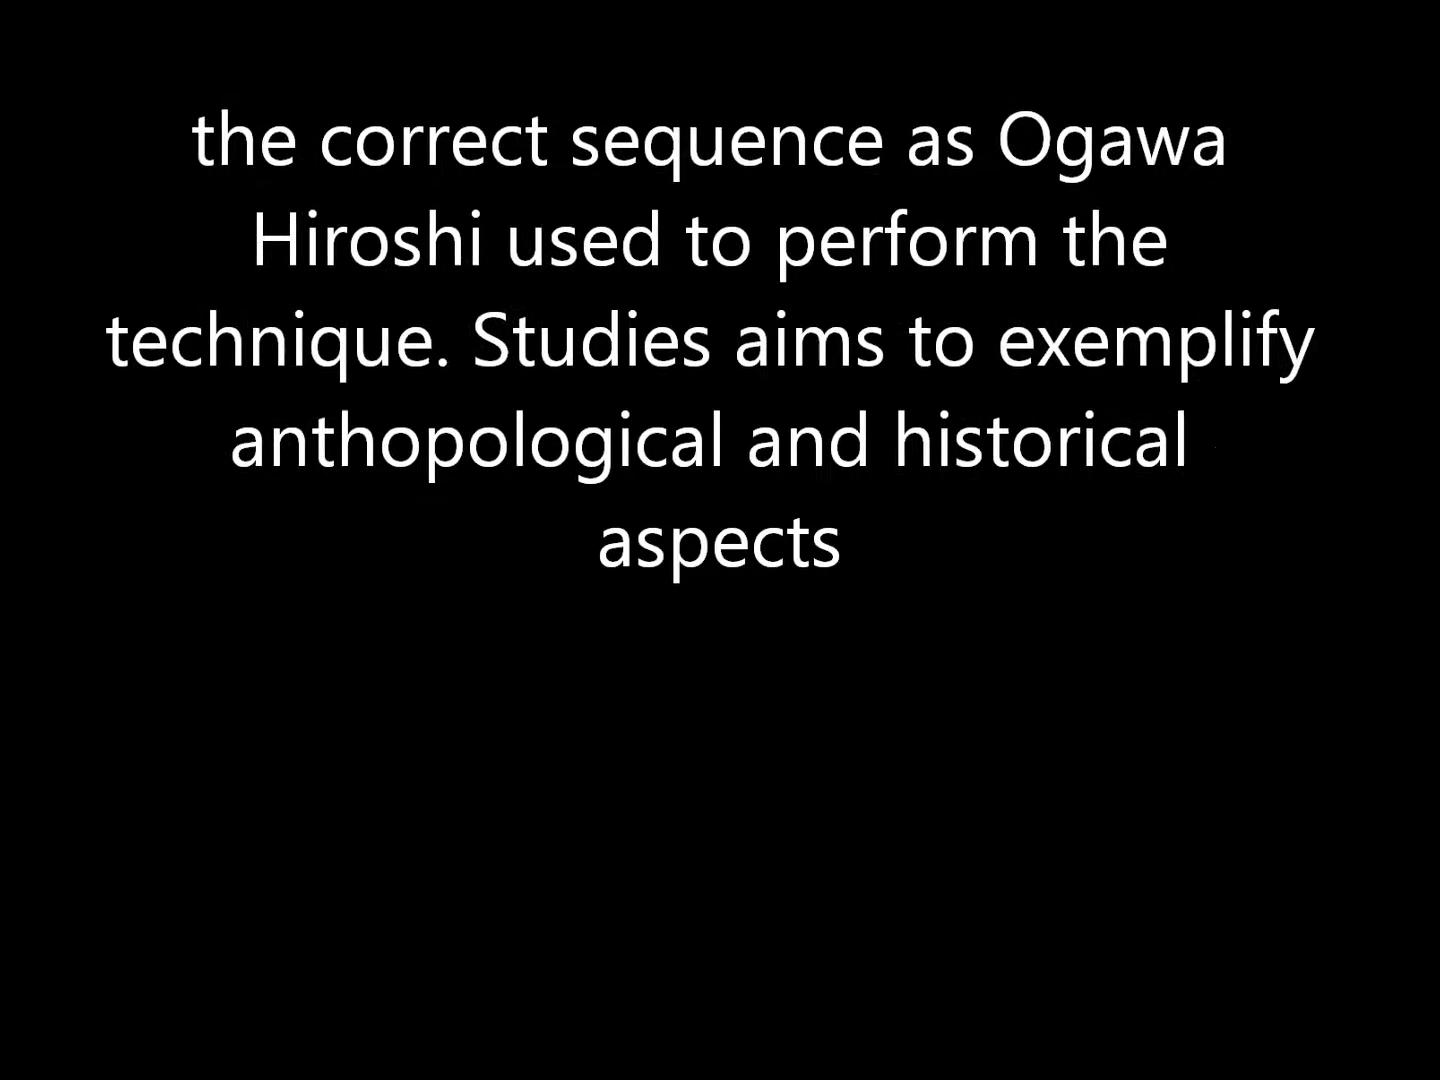 the correct sequence as Ogawa
Hiroshi used to perform the
technique. Studies aims to exemplify
anthopological and historical
aspects